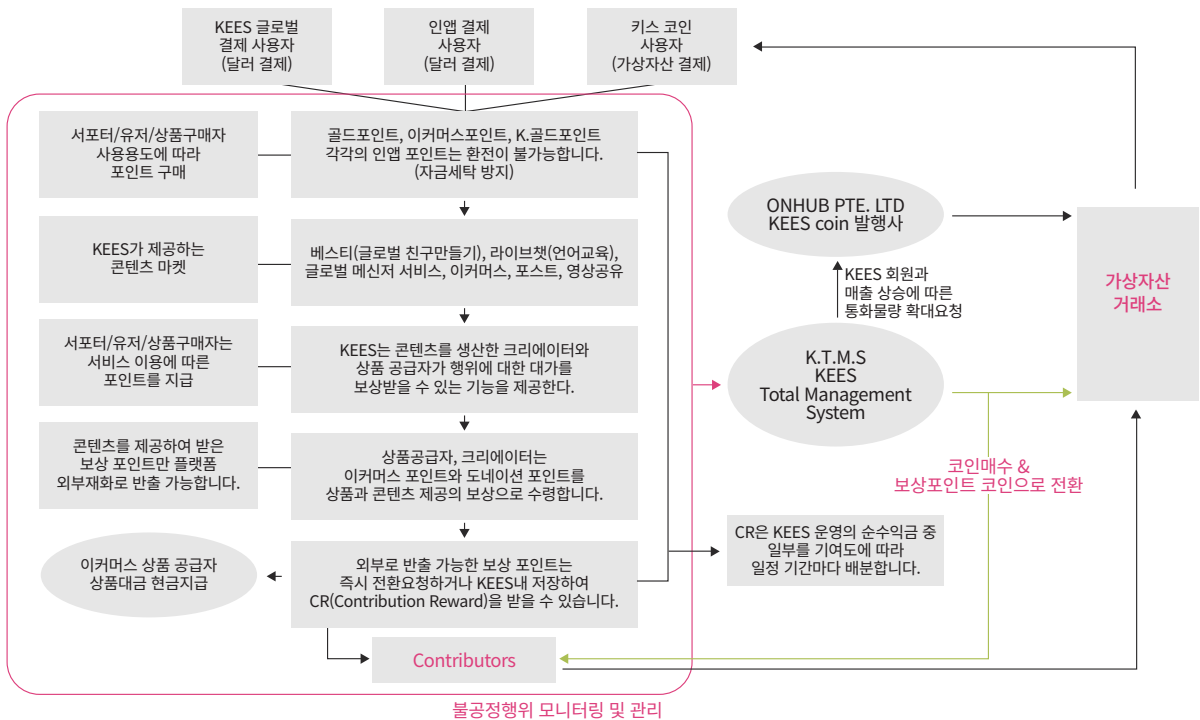 KEES 글로벌
결제 사용자
(달러 결제)
인앱 결제
사용자
(달러 결제)
키스 코인
사용자
(가상자산 결제)
서포터/유저/상품구매자
사용용도에 따라
포인트 구매
골드포인트, 이커머스포인트, K.골드포인트
각각의 인앱 포인트는 환전이 불가능합니다.
(자금세탁 방지)
KEES가 제공하는
콘텐츠 마켓
베스티(글로벌 친구만들기), 라이브챗(언어교육),
글로벌 메신저 서비스, 이커머스, 포스트, 영상공유
서포터/유저/상품구매자는
서비스 이용에 따른
포인트를 지급
KEES는 콘텐츠를 생산한 크리에이터와
상품 공급자가 행위에 대한 대가를
보상받을 수 있는 기능을 제공한다.
콘텐츠를 제공하여 받은
보상 포인트만 플랫폼
외부재화로 반출 가능합니다.
상품공급자, 크리에이터는
이커머스 포인트와 도네이션 포인트를
상품과 콘텐츠 제공의 보상으로 수령합니다.
이커머스 상품 공급자
상품대금 현금지급
외부로 반출 가능한 보상 포인트는
즉시 전환요청하거나 KEES내 저장하여
CR(Contribution Reward)을 받을 수 있습니다.
Contributors
불공정행위 모니터링 및 관리
ONHUB PTE. LTD
KEES coin 발행사
KEES 회원과
매출 상승에 따른
통화물량 확대요청
K.T.M.S
KEES
Total Management
System
가상자산
거래소
코인매수 &
보상포인트 코인으로 전환
CR은 KEES 운영의 순수익금 중
일부를 기여도에 따라
일정 기간마다 배분합니다.